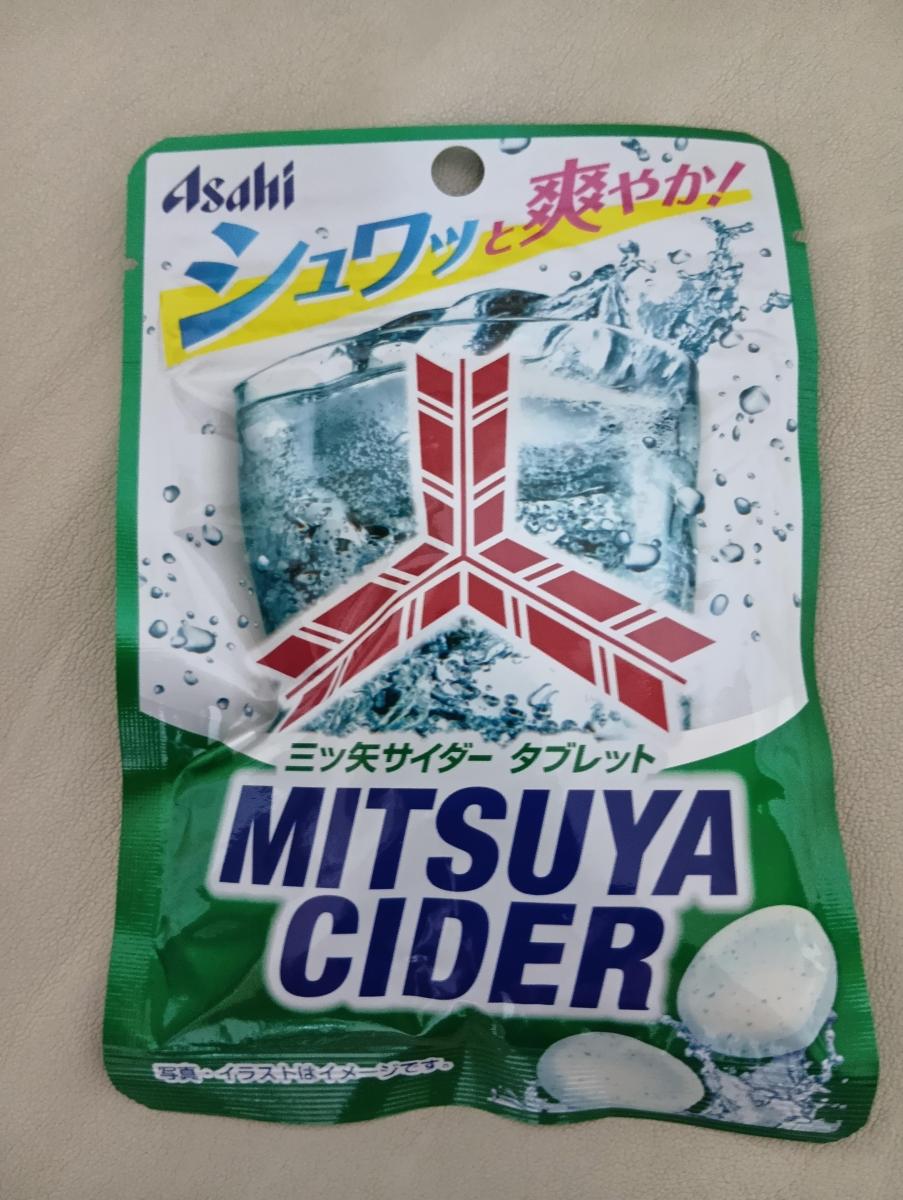 Asahi
シュワッと爽やか!
三ツ矢サイダー タブレット
MITSUYA
CIDER
写真・イラストはイメージです。